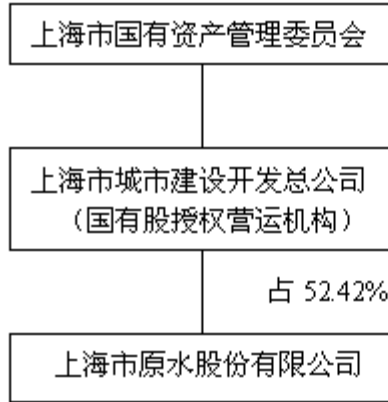 上海市国有资产管理委员会
上海市城市建设开发总公司
（国有股授权营运机构）
占 52.42%
上海市原水股份有限公司